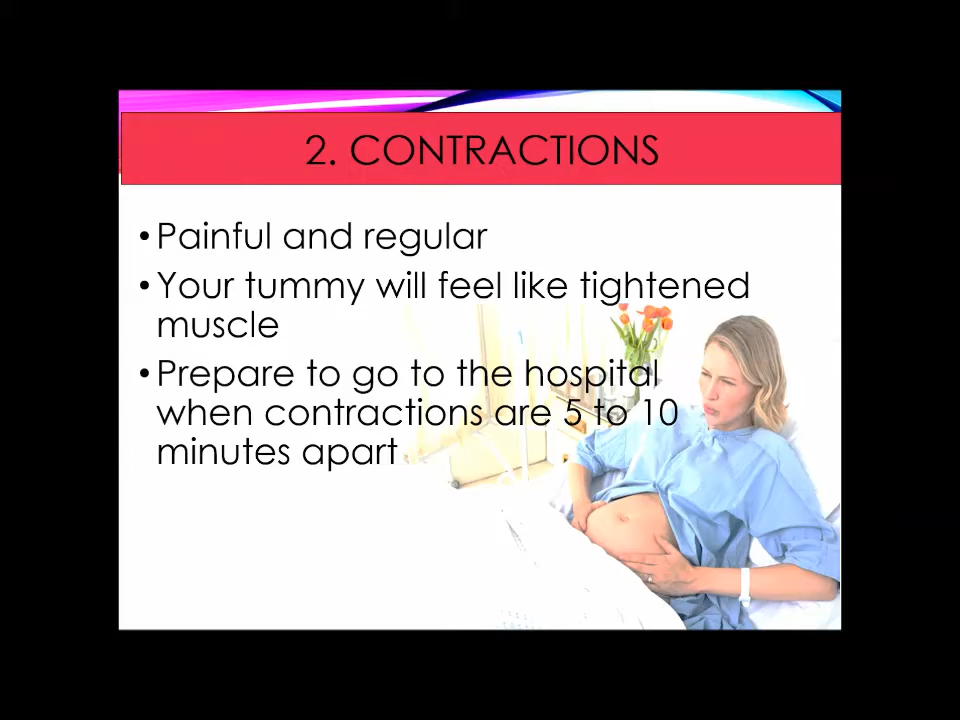 2. CONTRACTIONS
• Painful and regular
• Your tummy will feel like tightened
muscle
• Prepare to go to the hospital
when contractions are 5 to 10
minutes apart